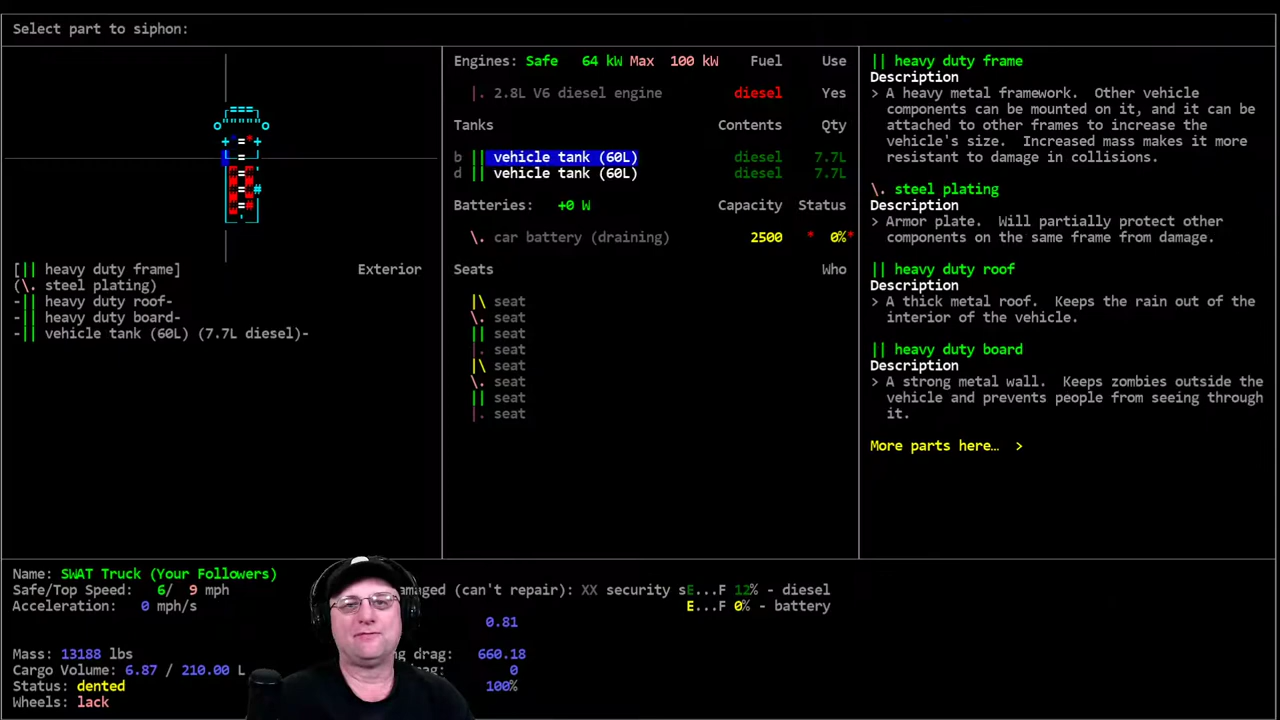 Select part to siphon:
[|| heavy duty frame] Exterior
(\. steel plating)
-|| heavy duty roof-
-|| heavy duty board-
-|| vehicle tank (60L) (7.7L diesel)-
Engines: Safe 64 kW Max 100 kW Fuel Use
|. 2.8L V6 diesel engine diesel Yes
Tanks Contents Qty
b || vehicle tank (60L) diesel 7.7L
d || vehicle tank (60L) diesel 7.7L
Batteries: +0 W Capacity Status
\. car battery (draining) 2500 * 0%*
Seats Who
|\ seat
\. seat
|| seat
|. seat
|\ seat
\. seat
|| seat
|. seat
|| heavy duty frame
Description
> A heavy metal framework. Other vehicle
components can be mounted on it, and it can be
attached to other frames to increase the
vehicle's size. Increased mass makes it more
resistant to damage in collisions.
\. steel plating
Description
> Armor plate. Will partially protect other
components on the same frame from damage.
|| heavy duty roof
Description
> A thick metal roof. Keeps the rain out of the
interior of the vehicle.
|| heavy duty board
Description
> A strong metal wall. Keeps zombies outside the
vehicle and prevents people from seeing through
it.
More parts here… >
Name: SWAT Truck (Your Followers)
Safe/Top Speed: 6/ 9 mph
Acceleration: 0 mph/s
Mass: 13188 lbs
Cargo Volume: 6.87 / 210.00 L
Status: dented
Wheels: lack
maged (can't repair): XX security sE...F 12% - diesel
E...F 0% - battery
0.81
ng drag: 660.18
drag: 0
100%